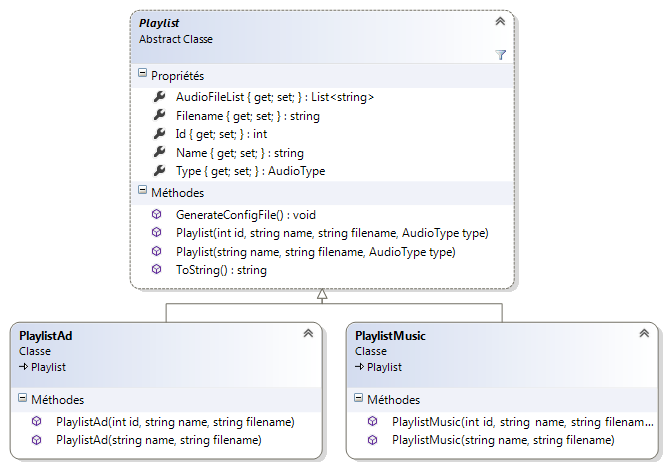 Playlist
Abstract Classe
Propriétés
AudioFileList { get; set; } : List<string>
Filename { get; set; } : string
Id { get; set; } : int
Name { get; set; } : string
Type { get; set; } : AudioType
Méthodes
GenerateConfigFile() : void
Playlist(int id, string name, string filename, AudioType type)
Playlist(string name, string filename, AudioType type)
ToString() : string
PlaylistAd
Classe
Playlist
Méthodes
PlaylistAd(int id, string name, string filename)
PlaylistAd(string name, string filename)
PlaylistMusic
Classe
Playlist
Méthodes
PlaylistMusic(int id, string name, string filenam...
PlaylistMusic(string name, string filename)